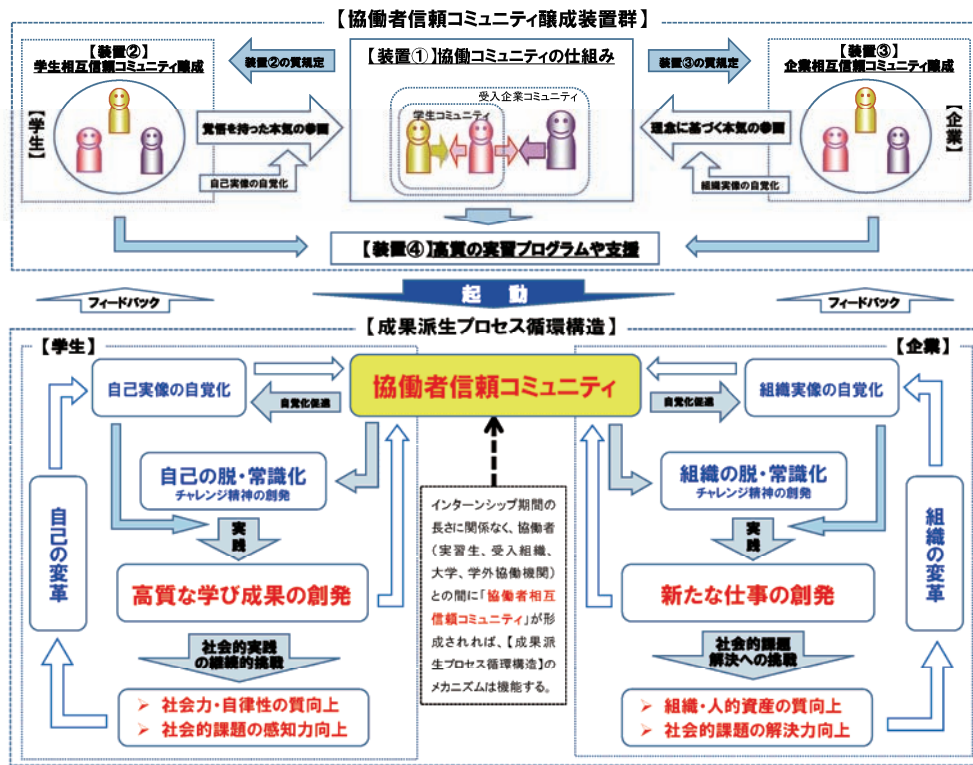 【協働者信頼コミュニティ醸成装置群】
【装置②】
学生相互信頼コミュニティ醸成
装置②の質規定
【装置①】協働コミュニティの仕組み
装置③の質規定
【装置③】
企業相互信頼コミュニティ醸成
受入企業コミュニティ
学生コミュニティ
【学生】
覚悟を持った本気の参画
理念に基づく本気の参画
【企業】
自己実像の自覚化
組織実像の自覚化
【装置④】高質の実習プログラムや支援
フィードバック
起動
フィードバック
【成果派生プロセス循環構造】
【学生】
【企業】
自己実像の自覚化
協働者信頼コミュニティ
組織実像の自覚化
自覚化促進
自覚化促進
自己の脱・常識化
チャレンジ精神の創発
組織の脱・常識化
チャレンジ精神の創発
自己の変革
実践
インターンシップ期間の
長さに関係なく、協働者
(実習生、受入組織、
大学、学外協働機関)
との間に「協働者相互
信頼コミュニティ」が形
成されれば、【成果派
生プロセス循環構造】の
メカニズムは機能する。
実践
組織の変革
高質な学び成果の創発
新たな仕事の創発
社会的実践
の継続的挑戦
社会的課題
解決への挑戦
➢ 社会力・自律性の質向上
➢ 社会的課題の感知力向上
➢ 組織・人的資産の質向上
➢ 社会的課題の解決力向上